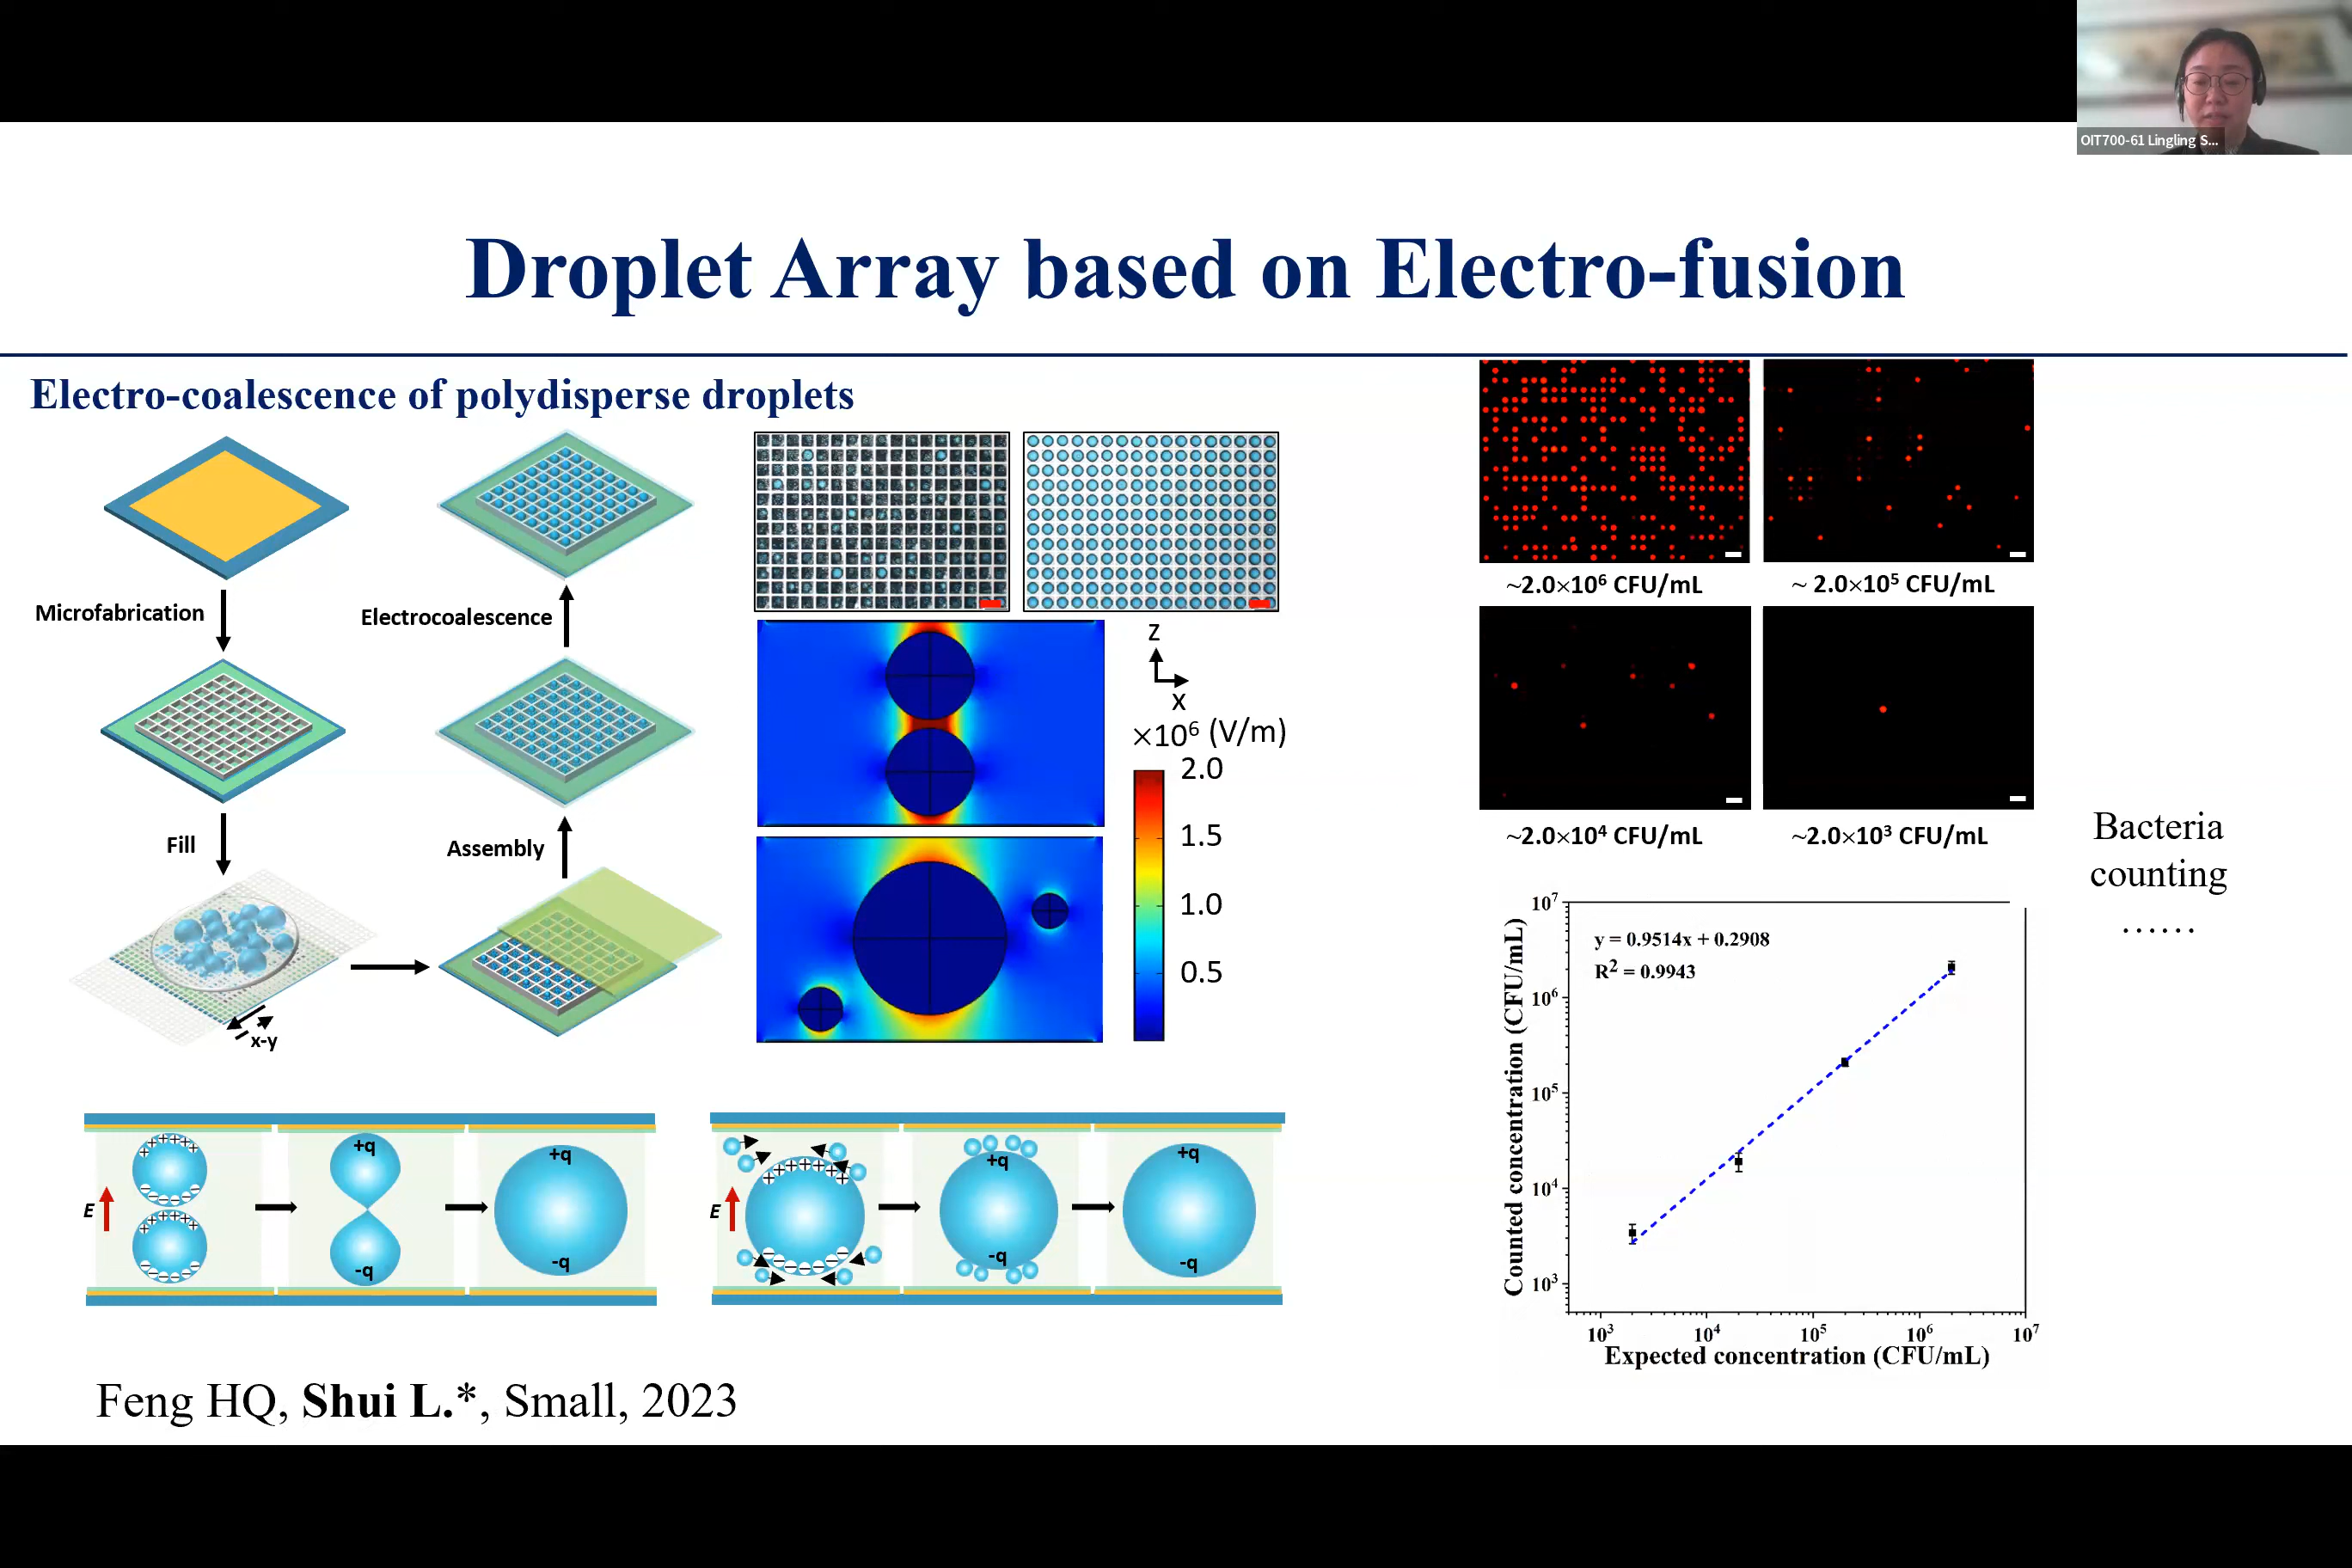 OIT700-61 Lingling S...
Droplet Array based on Electro-fusion
Electro-coalescence of polydisperse droplets
Microfabrication
Electrocoalescence
Fill
Assembly
x-y
Z
X
×10⁶ (V/m)
2.0
1.5
1.0
0.5
E
+ + + + + +
− − − − − −
+ + + + + +
− − − − − −
+q
-q
+q
-q
E
+ + + + + + +
− − − − − − −
+q
-q
+q
-q
~2.0×10⁶ CFU/mL
~ 2.0×10⁵ CFU/mL
~2.0×10⁴ CFU/mL
~2.0×10³ CFU/mL
Bacteria
counting
......
y = 0.9514x + 0.2908
R² = 0.9943
Counted concentration (CFU/mL)
10⁷
10⁶
10⁵
10⁴
10³
10³ 10⁴ 10⁵ 10⁶ 10⁷
Expected concentration (CFU/mL)
Feng HQ, Shui L.*, Small, 2023